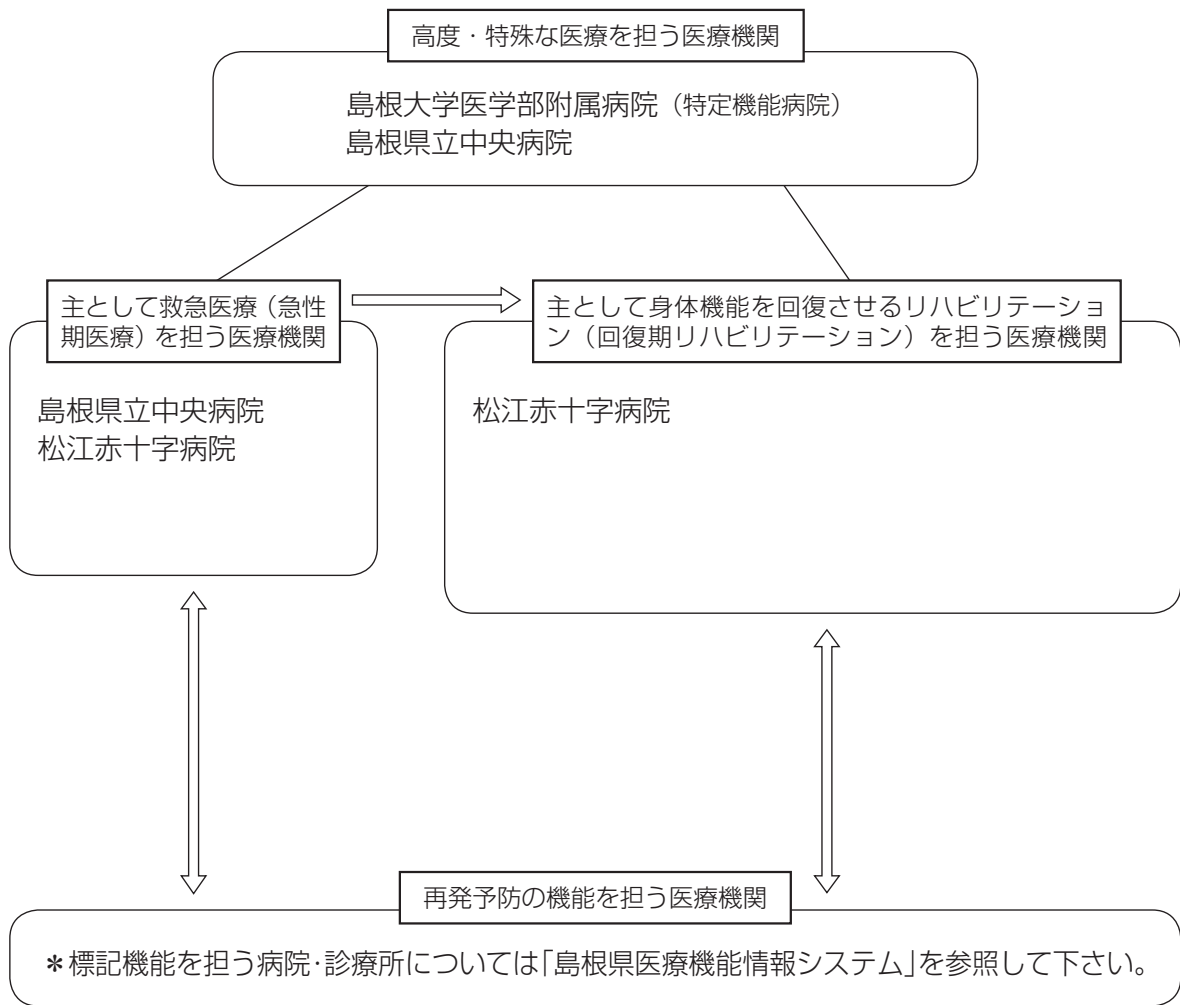 高度・特殊な医療を担う医療機関
島根大学医学部附属病院（特定機能病院）
島根県立中央病院
主として救急医療（急性
期医療）を担う医療機関
島根県立中央病院
松江赤十字病院
主として身体機能を回復させるリハビリテーショ
ン（回復期リハビリテーション）を担う医療機関
松江赤十字病院
再発予防の機能を担う医療機関
＊標記機能を担う病院・診療所については「島根県医療機能情報システム」を参照して下さい。